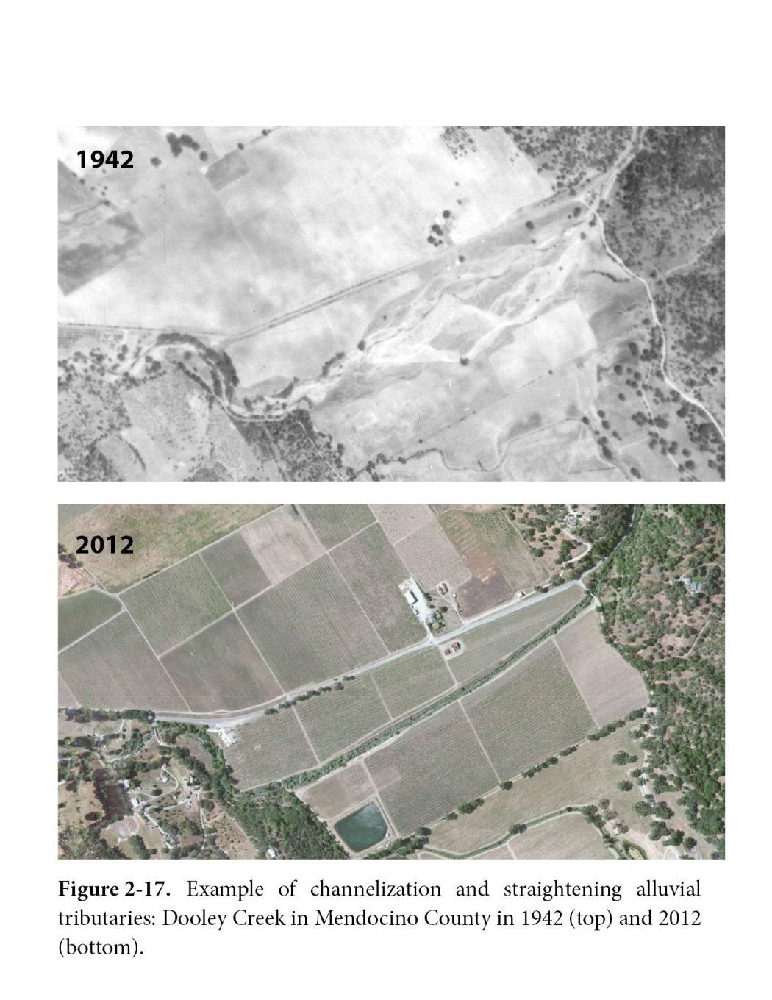 1942
2012
Figure 2-17. Example of channelization and straightening alluvial
tributaries: Dooley Creek in Mendocino County in 1942 (top) and 2012
(bottom).